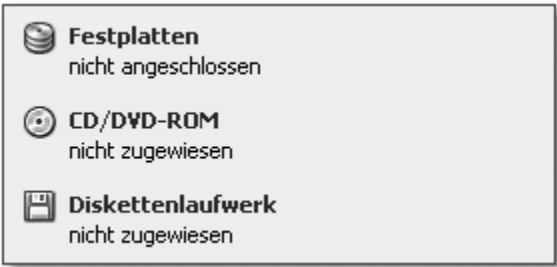 Festplatten
nicht angeschlossen
CD/DVD-ROM
nicht zugewiesen
Diskettenlaufwerk
nicht zugewiesen